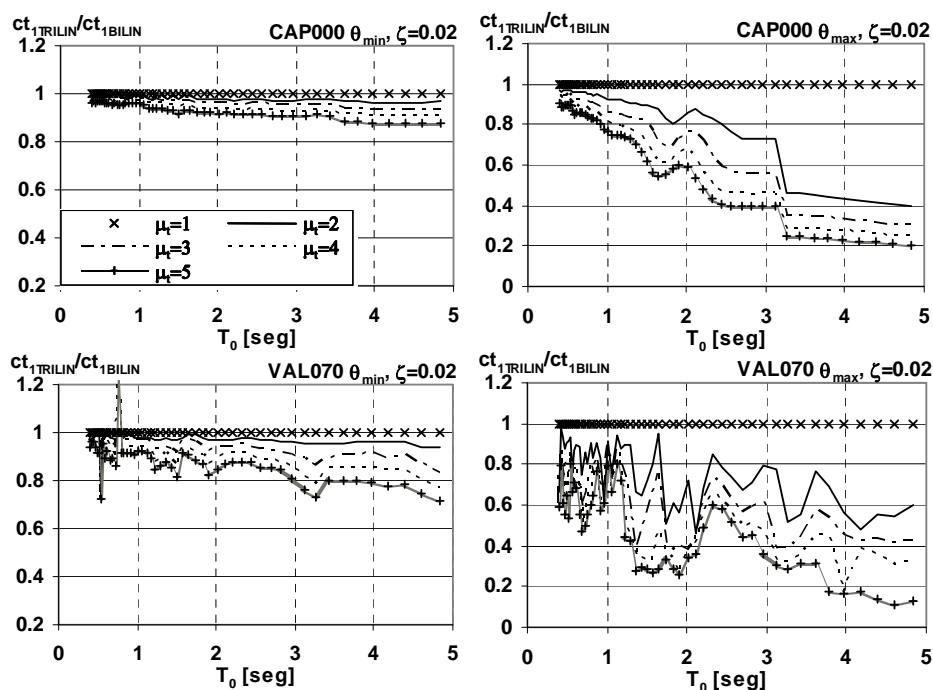 ct1TRILIN/ct1BILIN
CAP000 θmin, ζ=0.02
1.2
1
0.8
0.6
0.4
0.2
μt=1
μt=2
μt=3
μt=4
μt=5
0 1 2 3 4 5
T0 [seg]
ct1TRILIN/ct1BILIN
CAP000 θmax, ζ=0.02
1.2
1
0.8
0.6
0.4
0.2
0
0 1 2 3 4 5
T0 [seg]
ct1TRILIN/ct1BILIN
VAL070 θmin, ζ=0.02
1.2
1
0.8
0.6
0.4
0.2
0 1 2 3 4 5
T0 [seg]
ct1TRILIN/ct1BILIN
VAL070 θmax, ζ=0.02
1.2
1
0.8
0.6
0.4
0.2
0
0 1 2 3 4 5
T0 [seg]